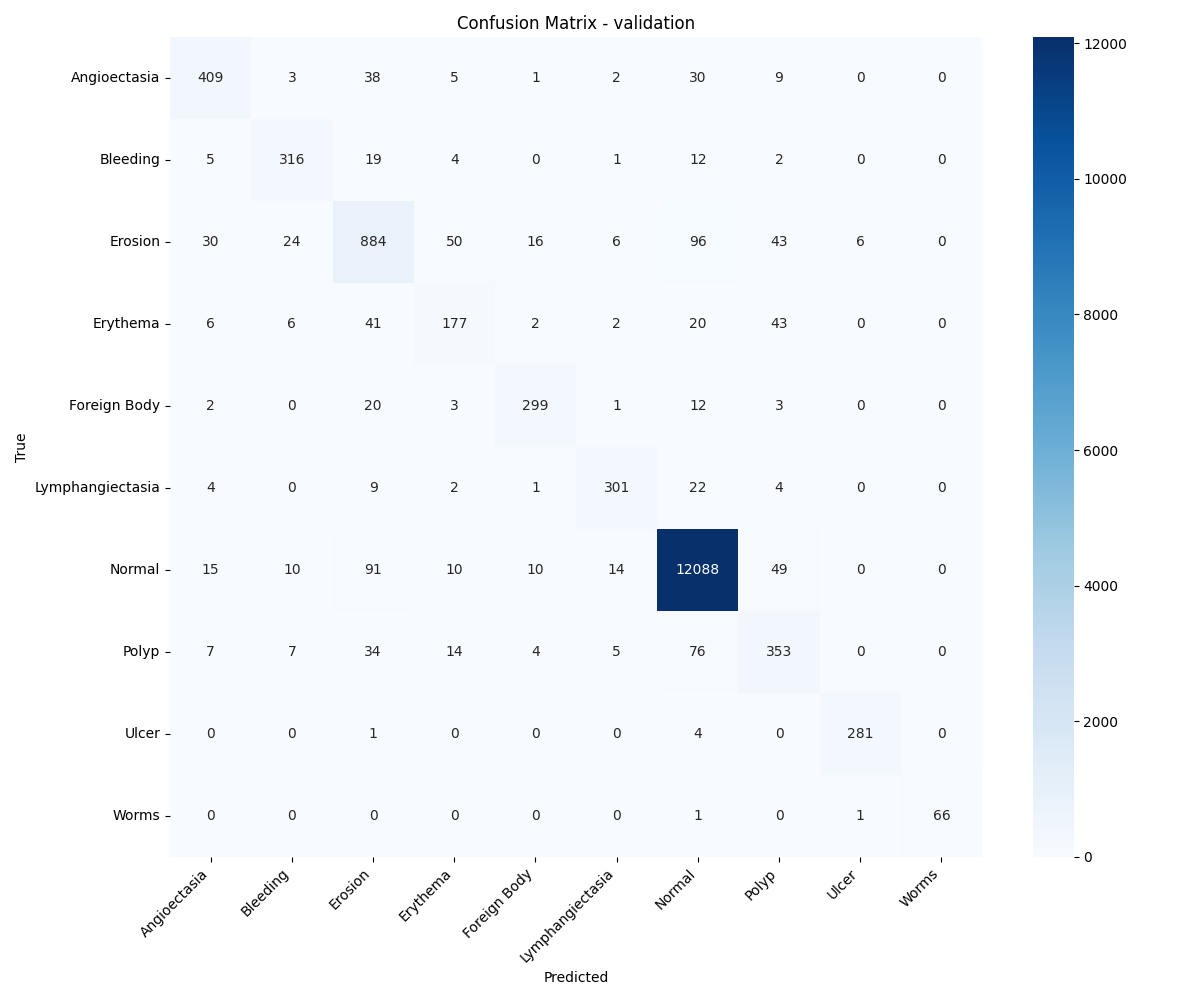 Confusion Matrix - validation
Angioectasia 409 3 38 5 1 2 30 9 0 0
Bleeding 5 316 19 4 0 1 12 2 0 0
Erosion 30 24 884 50 16 6 96 43 6 0
Erythema 6 6 41 177 2 2 20 43 0 0
Foreign Body 2 0 20 3 299 1 12 3 0 0
Lymphangiectasia 4 0 9 2 1 301 22 4 0 0
Normal 15 10 91 10 10 14 12088 49 0 0
Polyp 7 7 34 14 4 5 76 353 0 0
Ulcer 0 0 1 0 0 0 4 0 281 0
Worms 0 0 0 0 0 0 1 0 1 66
True
Angioectasia Bleeding Erosion Erythema Foreign Body Lymphangiectasia Normal Polyp Ulcer Worms
Predicted
12000
10000
8000
6000
4000
2000
0